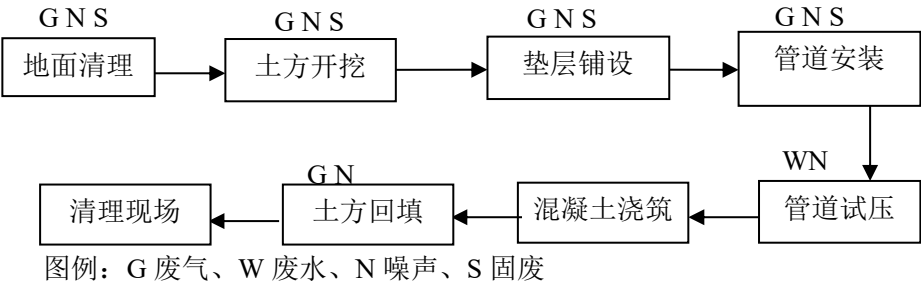 G N S G N S G N S G N S
地面清理 土方开挖 垫层铺设 管道安装
G N WN
清理现场 土方回填 混凝土浇筑 管道试压
图例：G 废气、W 废水、N 噪声、S 固废